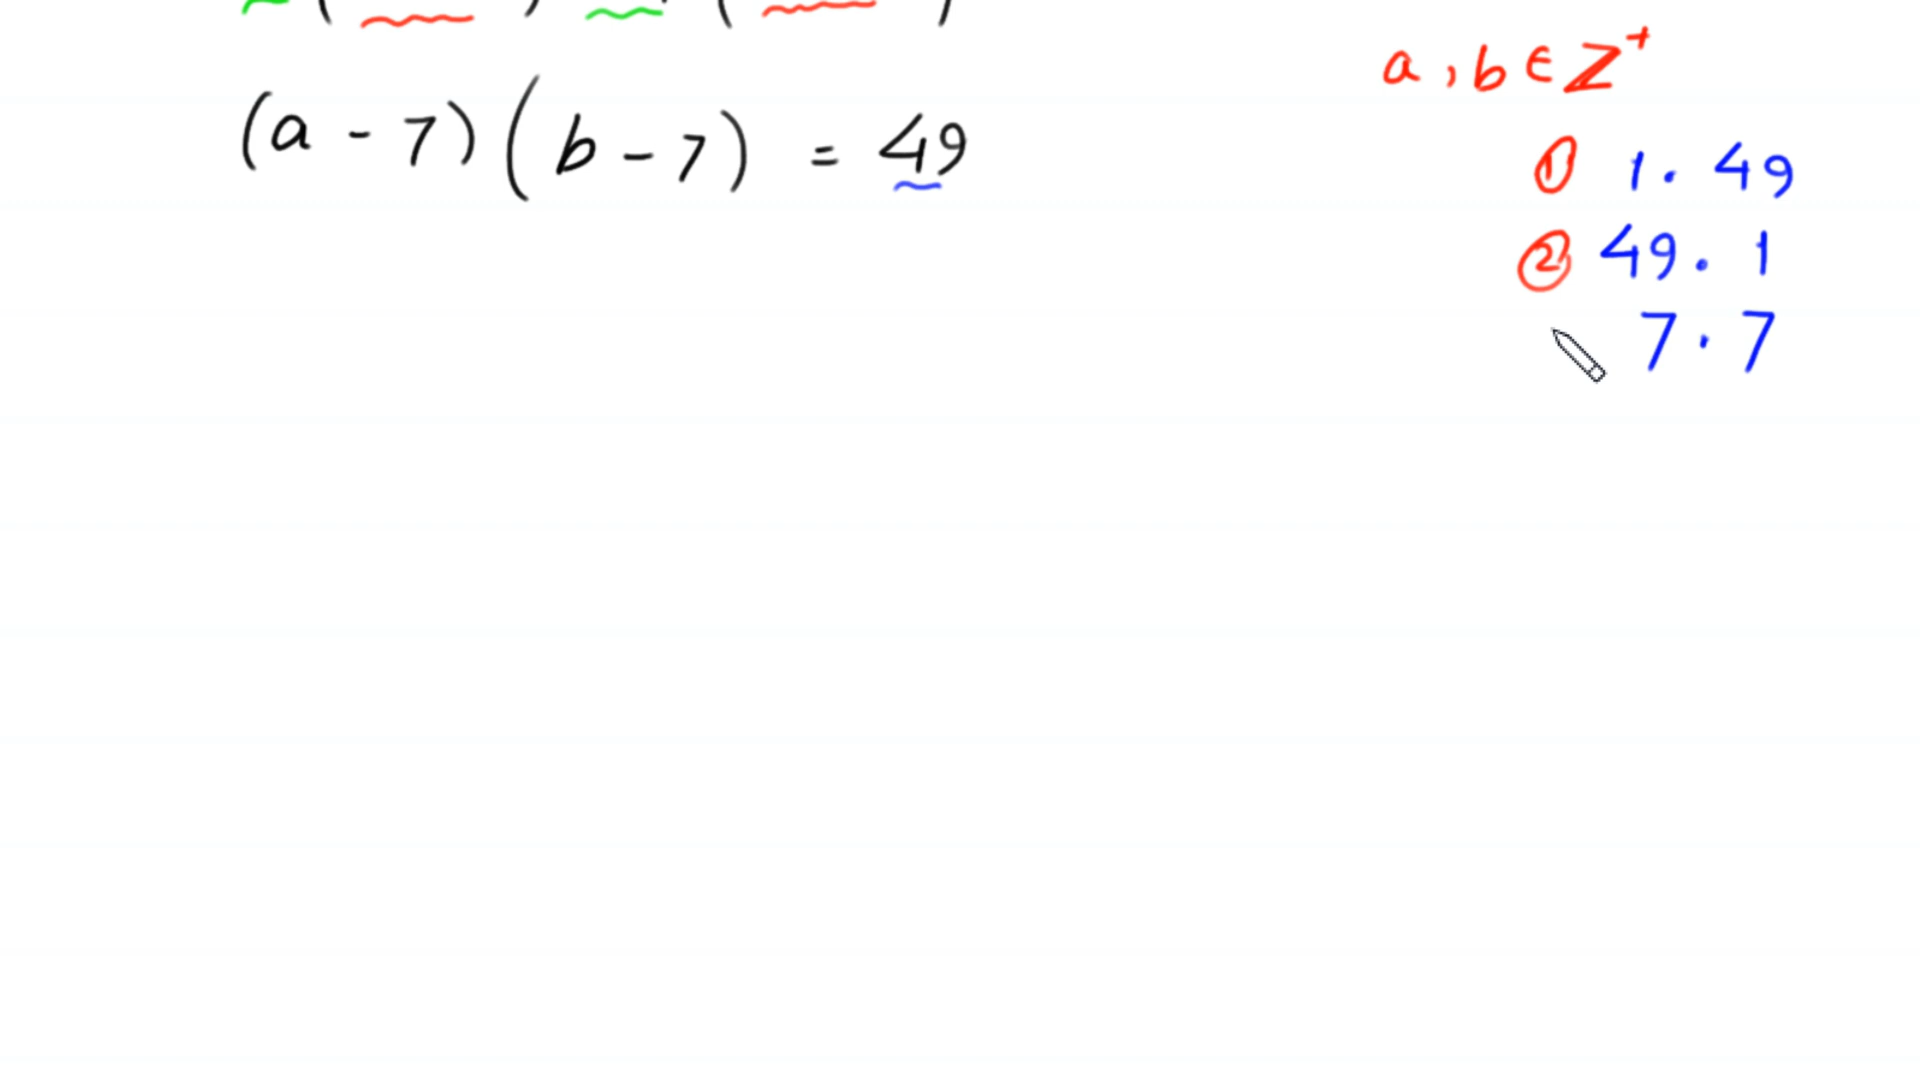 (a - 7)(b - 7) = 49
a, b ∈ Z⁺
① 1 . 49
② 49 . 1
7 . 7